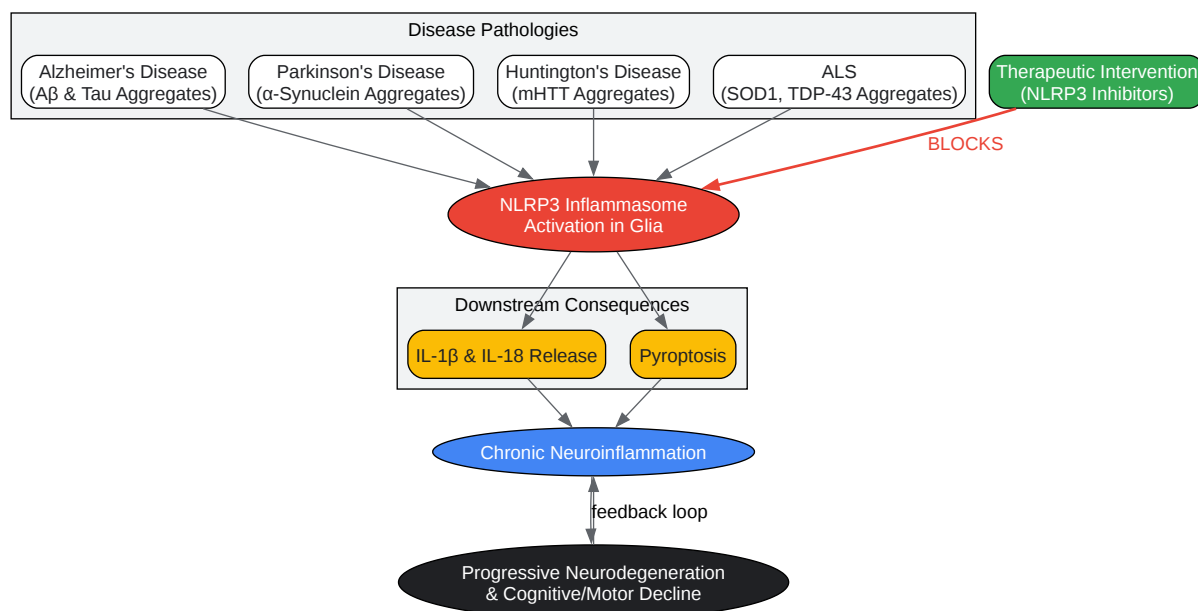 Disease Pathologies
Alzheimer's Disease
(Aβ & Tau Aggregates)
Parkinson's Disease
(α-Synuclein Aggregates)
Huntington's Disease
(mHTT Aggregates)
ALS
(SOD1, TDP-43 Aggregates)
Therapeutic Intervention
(NLRP3 Inhibitors)
BLOCKS
NLRP3 Inflammasome
Activation in Glia
Downstream Consequences
IL-1β & IL-18 Release
Pyroptosis
Chronic Neuroinflammation
feedback loop
Progressive Neurodegeneration
& Cognitive/Motor Decline